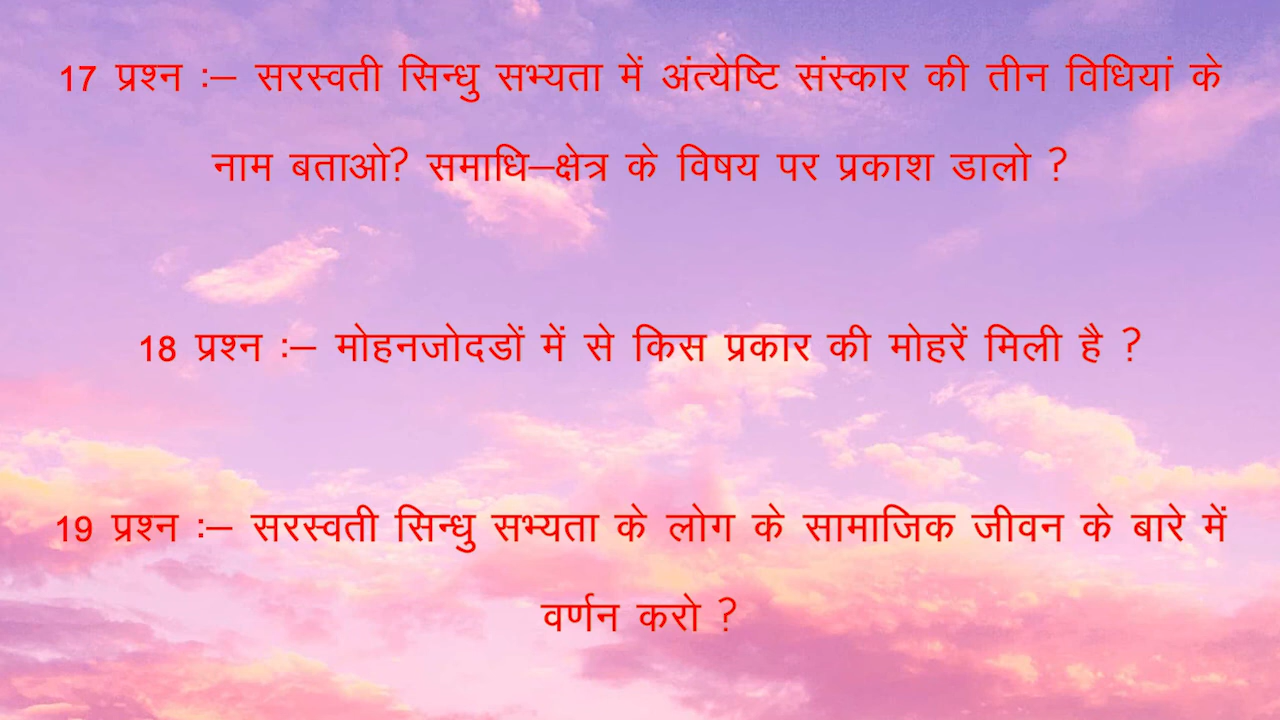 17 प्रश्न :– सरस्वती सिन्धु सभ्यता में अंत्येष्टि संस्कार की तीन विधियां के
नाम बताओ? समाधि–क्षेत्र के विषय पर प्रकाश डालो ?
18 प्रश्न :– मोहनजोदडों में से किस प्रकार की मोहरें मिली है ?
19 प्रश्न :– सरस्वती सिन्धु सभ्यता के लोग के सामाजिक जीवन के बारे में
वर्णन करो ?